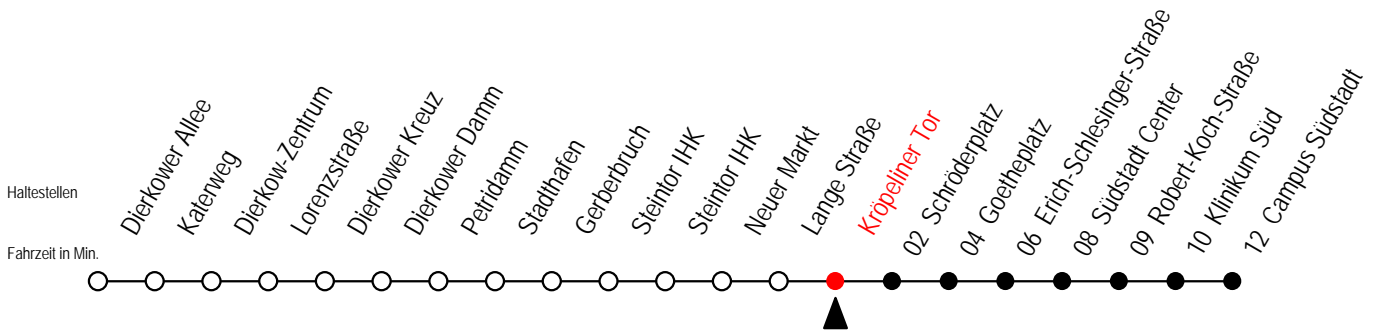 Haltestellen
Fahrzeit in Min.
Dierkower Allee
Katerweg
Dierkow-Zentrum
Lorenzstraße
Dierkower Kreuz
Dierkower Damm
Petridamm
Stadthafen
Gerberbruch
Steintor IHK
Steintor IHK
Neuer Markt
Lange Straße
Kröpeliner Tor
02 Schröderplatz
04 Goetheplatz
06 Erich-Schlesinger-Straße
08 Südstadt Center
09 Robert-Koch-Straße
10 Klinikum Süd
12 Campus Südstadt